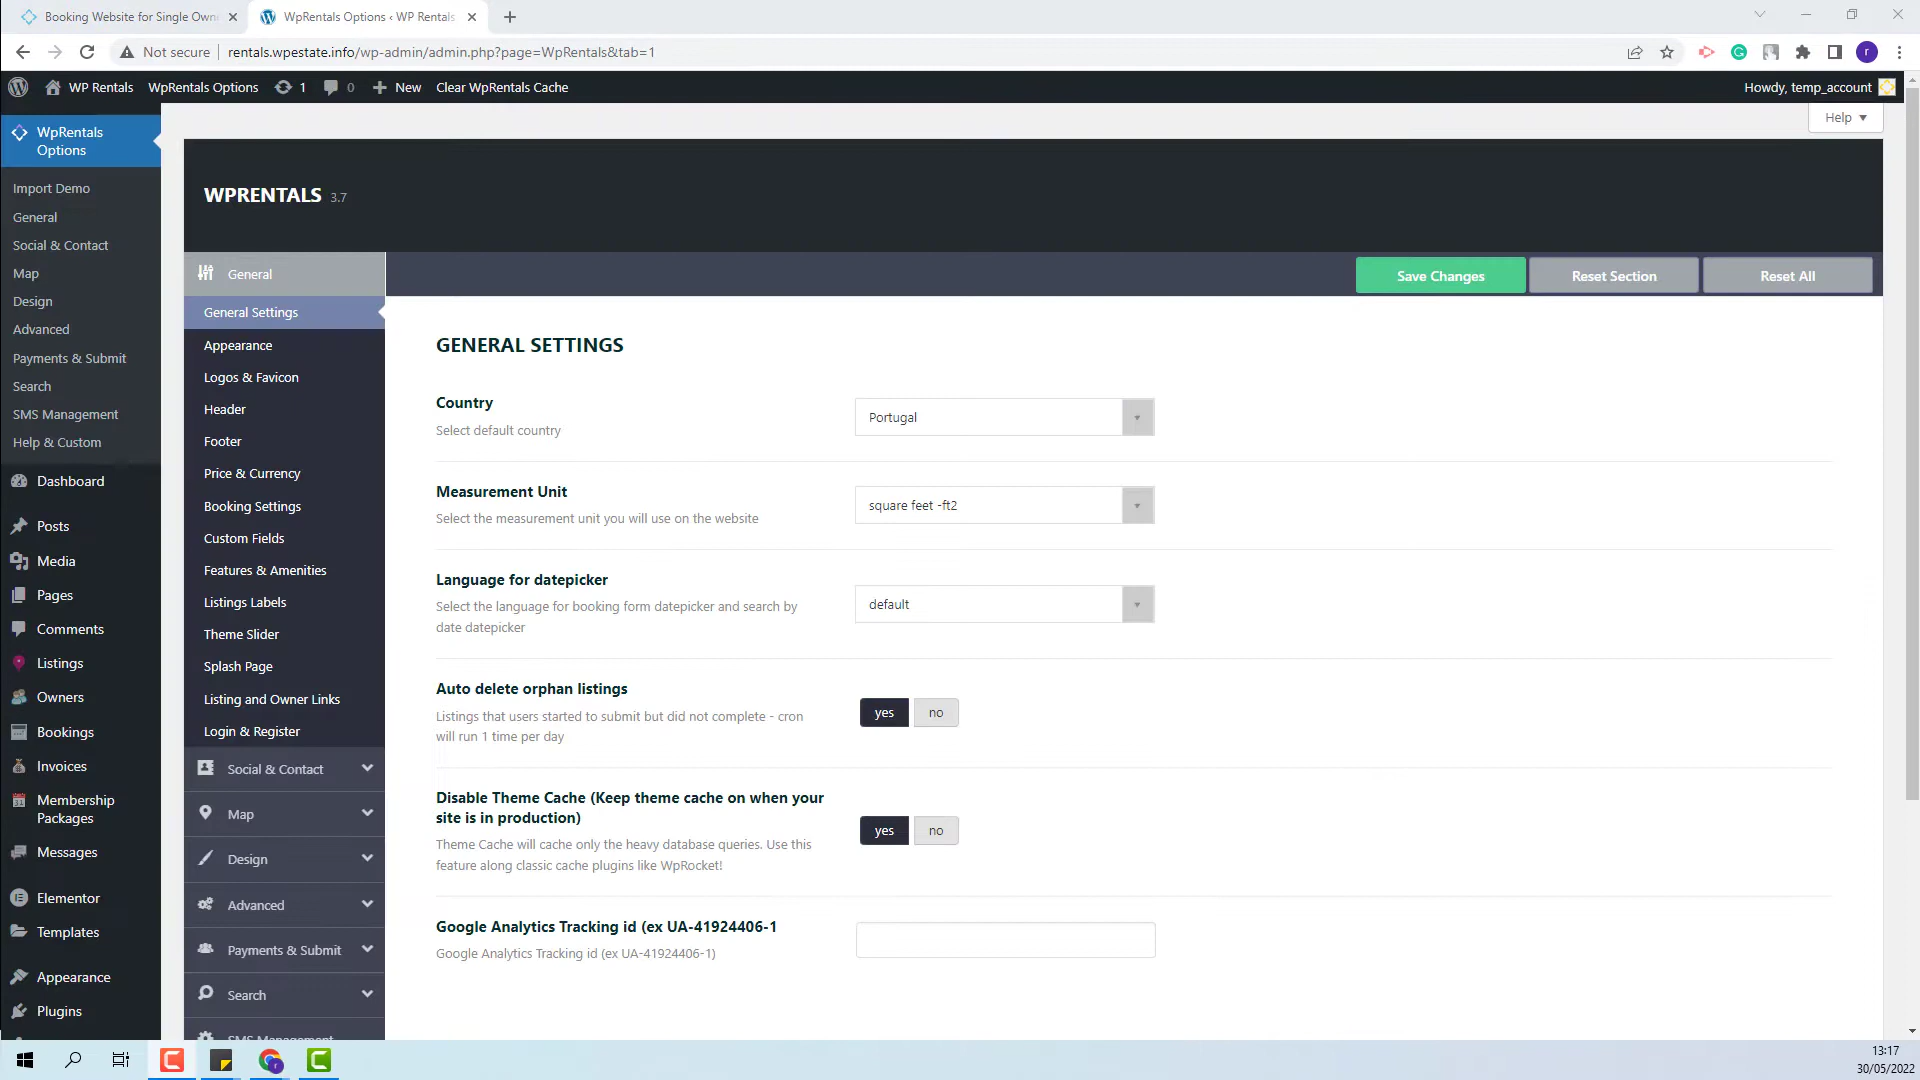 Booking Website for Single Own
WpRentals Options ‹ WP Rentals
Not secure
rentals.wpestate.info/wp-admin/admin.php?page=WpRentals&tab=1
r
WP Rentals
WpRentals Options
1
0
New
Clear WpRentals Cache
Howdy, temp_account
Help
WpRentals
Options
Import Demo
General
Social & Contact
Map
Design
Advanced
Payments & Submit
Search
SMS Management
Help & Custom
Dashboard
Posts
Media
Pages
Comments
Listings
Owners
Bookings
Invoices
Membership
Packages
Messages
Elementor
Templates
Appearance
Plugins
WPRENTALS 3.7
General
General Settings
Appearance
Logos & Favicon
Header
Footer
Price & Currency
Booking Settings
Custom Fields
Features & Amenities
Listings Labels
Theme Slider
Splash Page
Listing and Owner Links
Login & Register
Social & Contact
Map
Design
Advanced
Payments & Submit
Search
SMS Management
Save Changes
Reset Section
Reset All
GENERAL SETTINGS
Country
Select default country
Portugal
Measurement Unit
Select the measurement unit you will use on the website
square feet -ft2
Language for datepicker
Select the language for booking form datepicker and search by
date datepicker
default
Auto delete orphan listings
Listings that users started to submit but did not complete - cron
will run 1 time per day
yes no
Disable Theme Cache (Keep theme cache on when your
site is in production)
Theme Cache will cache only the heavy database queries. Use this
feature along classic cache plugins like WpRocket!
yes no
Google Analytics Tracking id (ex UA-41924406-1
Google Analytics Tracking id (ex UA-41924406-1)
13:17
30/05/2022